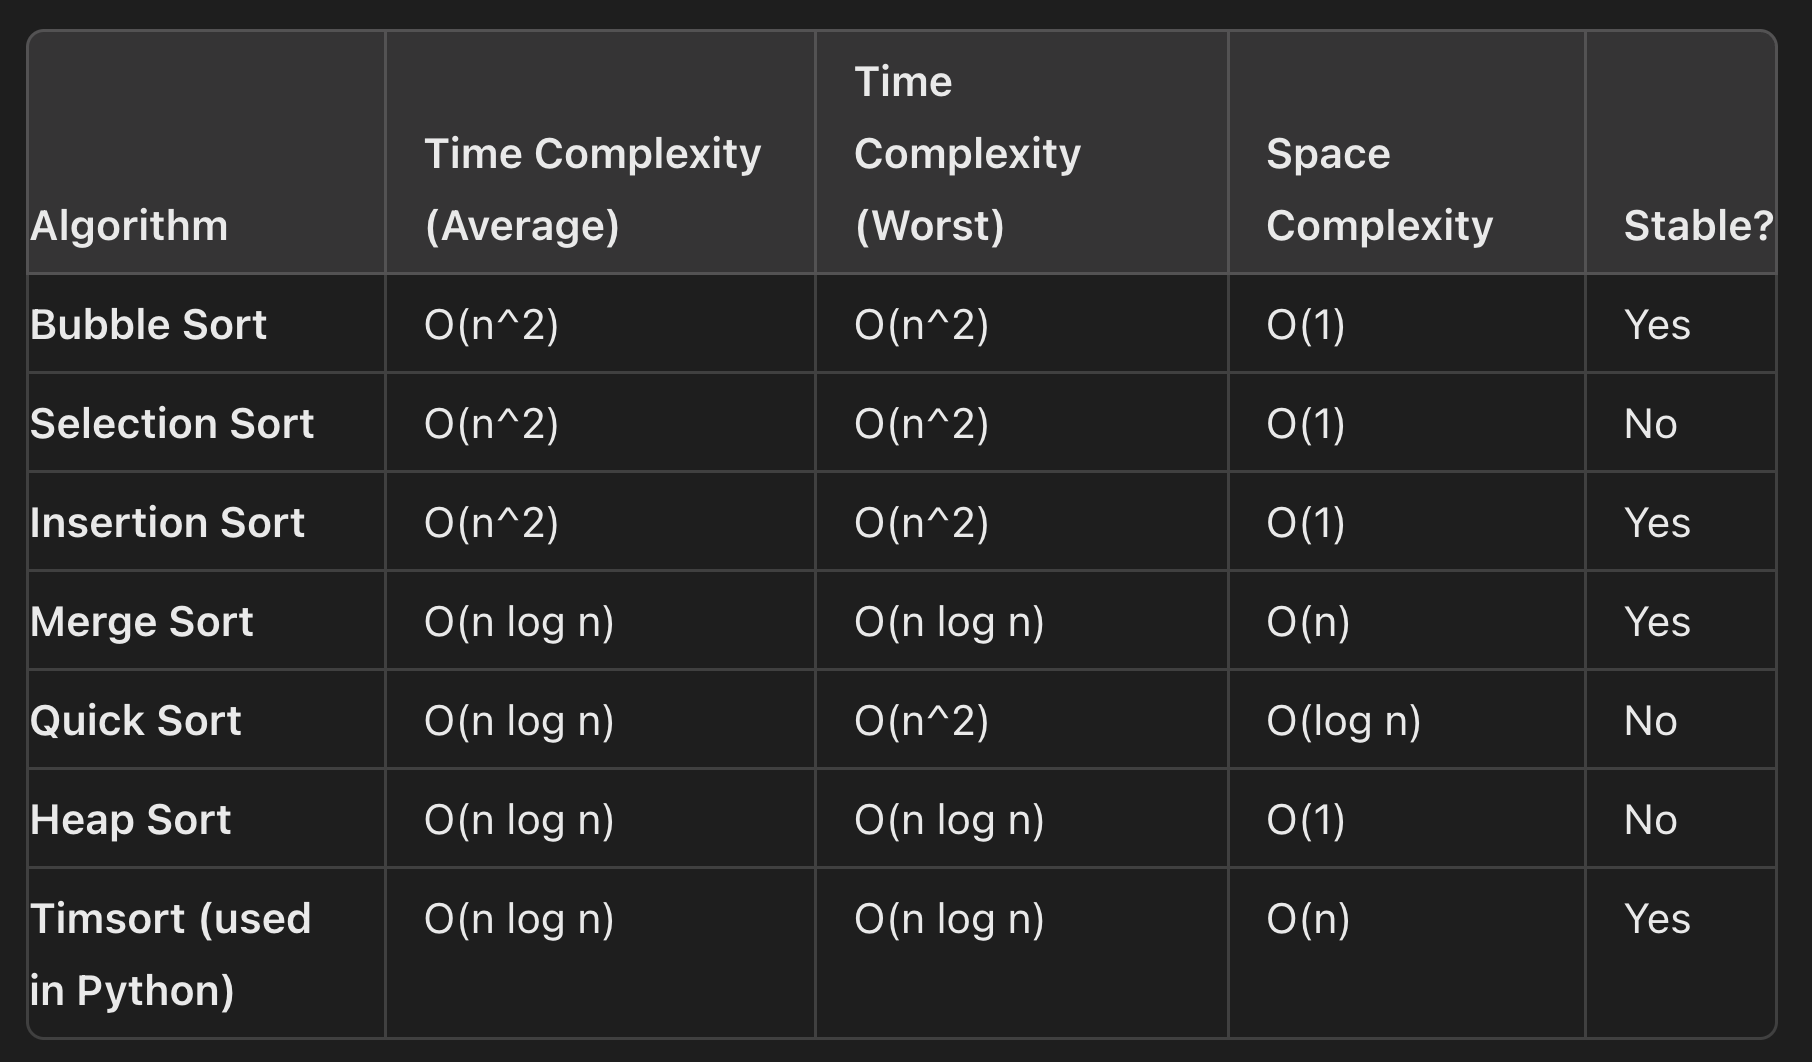 Algorithm Time Complexity (Average) Time Complexity (Worst) Space Complexity Stable?
Bubble Sort O(n^2) O(n^2) O(1) Yes
Selection Sort O(n^2) O(n^2) O(1) No
Insertion Sort O(n^2) O(n^2) O(1) Yes
Merge Sort O(n log n) O(n log n) O(n) Yes
Quick Sort O(n log n) O(n^2) O(log n) No
Heap Sort O(n log n) O(n log n) O(1) No
Timsort (used in Python) O(n log n) O(n log n) O(n) Yes